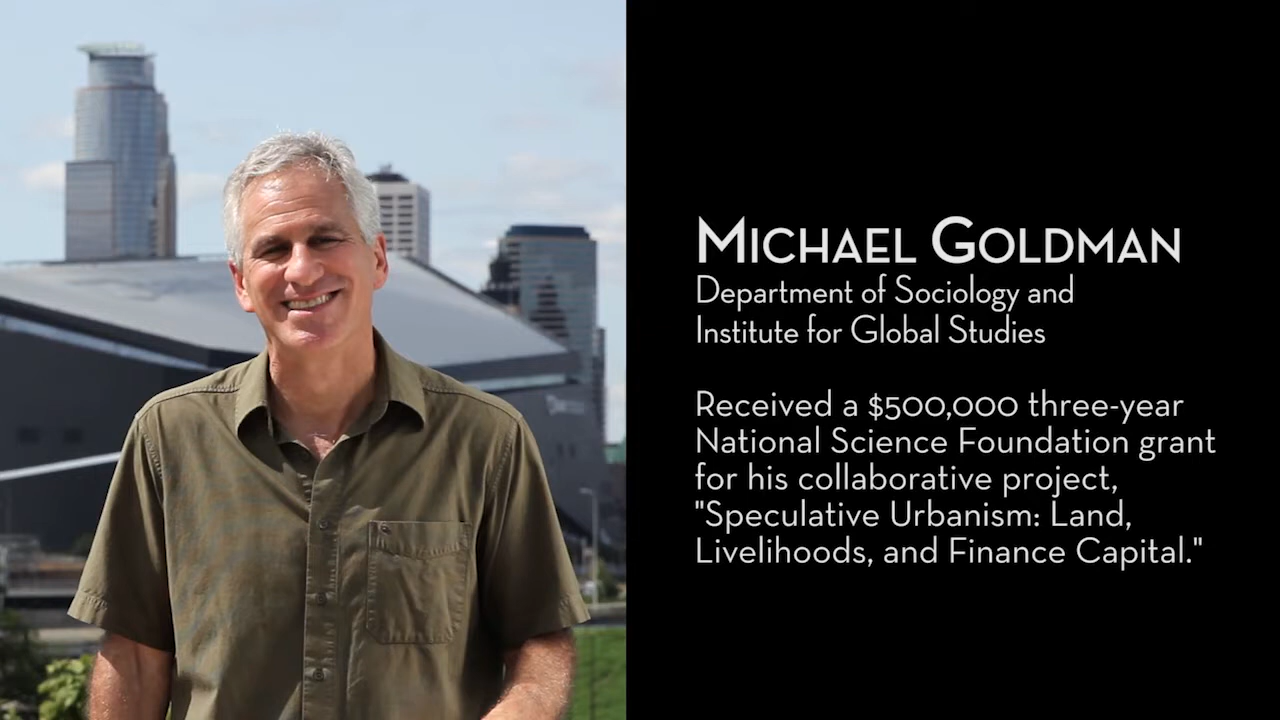 Michael Goldman
Department of Sociology and
Institute for Global Studies
Received a $500,000 three-year
National Science Foundation grant
for his collaborative project,
"Speculative Urbanism: Land,
Livelihoods, and Finance Capital."